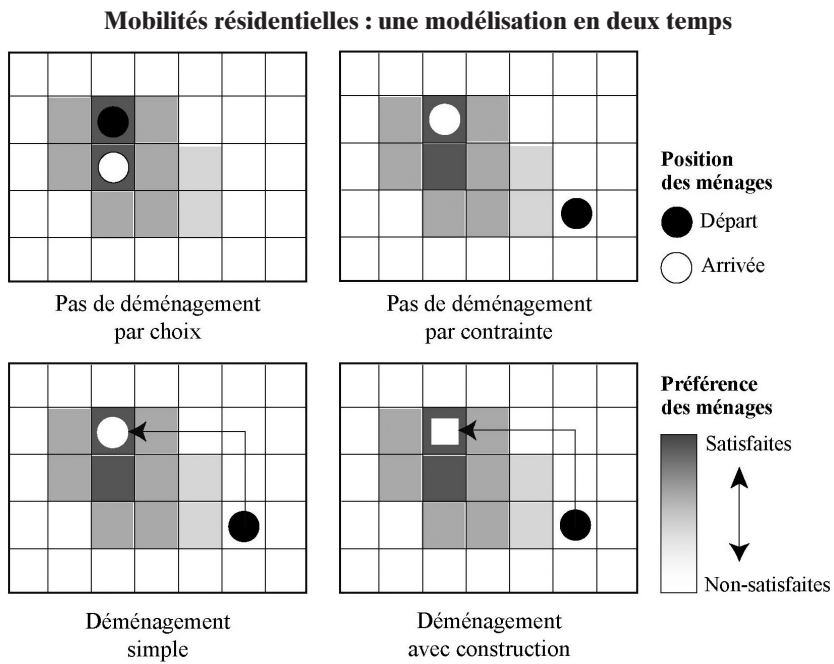 Mobilités résidentielles : une modélisation en deux temps
Pas de déménagement
par choix
Pas de déménagement
par contrainte
Position
des ménages
Départ
Arrivée
Déménagement
simple
Déménagement
avec construction
Préférence
des ménages
Satisfaites
Non-satisfaites